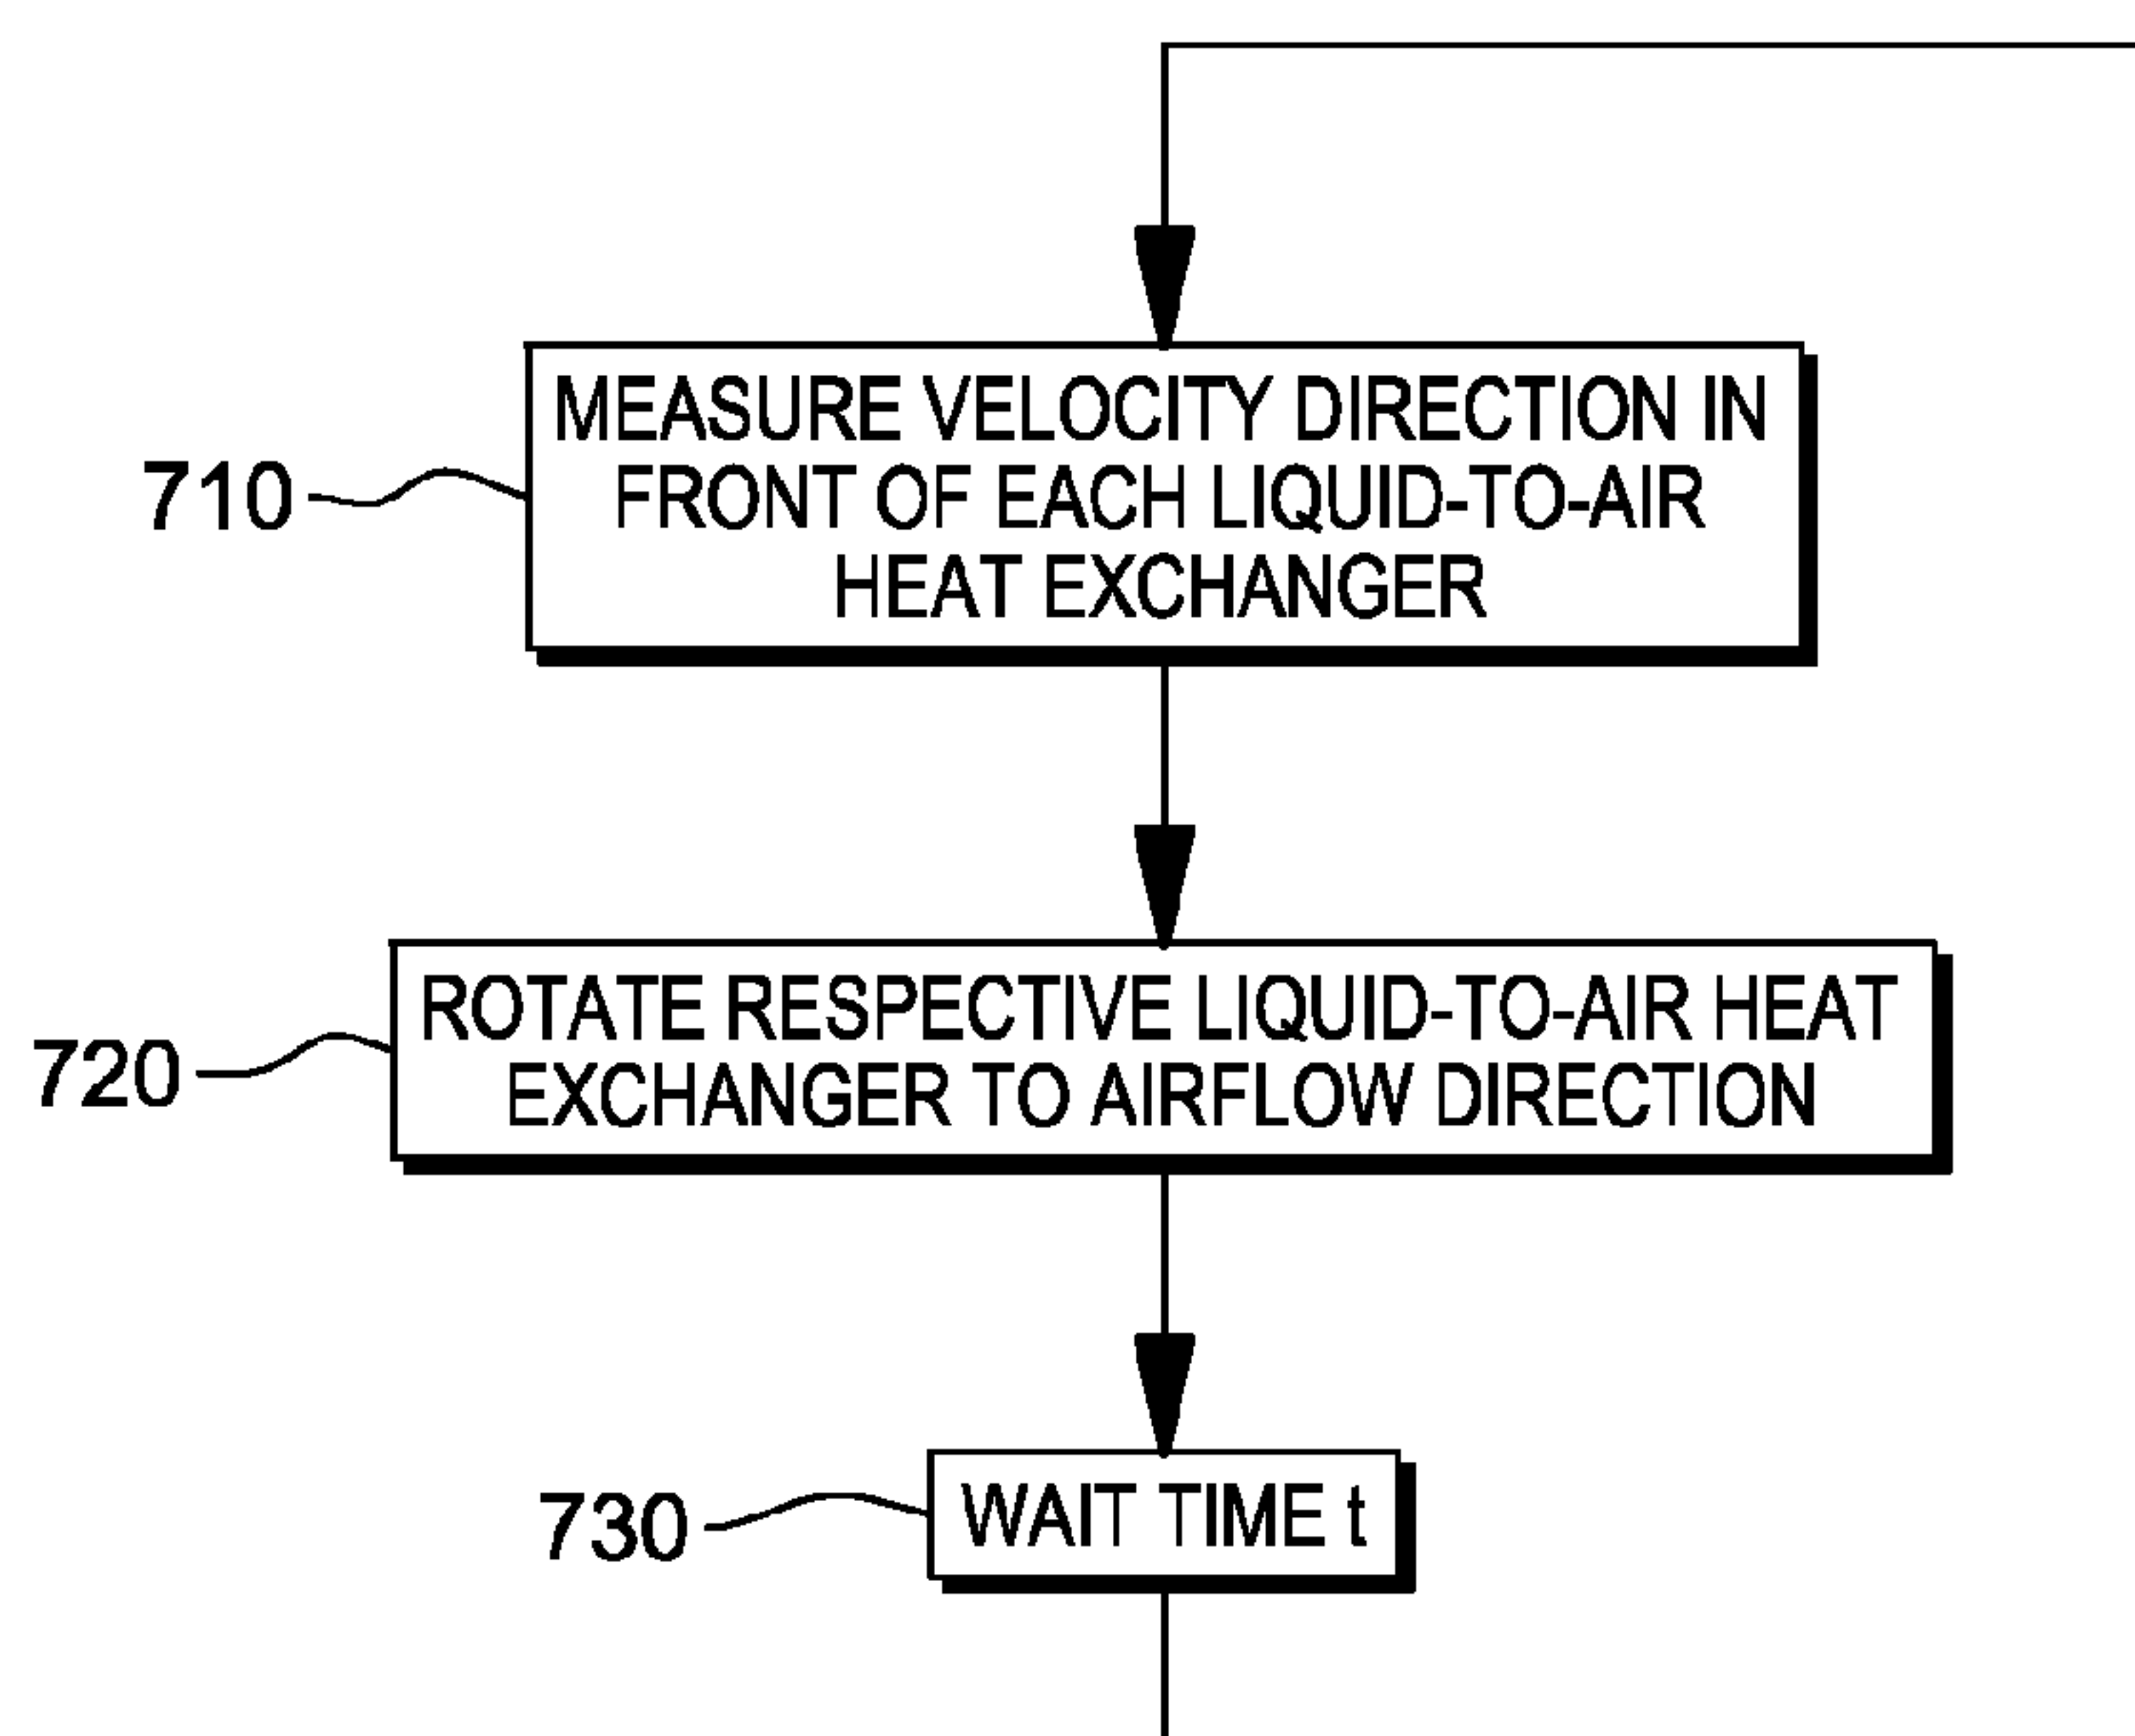 MEASURE VELOCITY DIRECTION IN
FRONT OF EACH LIQUID-TO-AIR
HEAT EXCHANGER
710
ROTATE RESPECTIVE LIQUID-TO-AIR HEAT
EXCHANGER TO AIRFLOW DIRECTION
720
WAIT TIME t
730